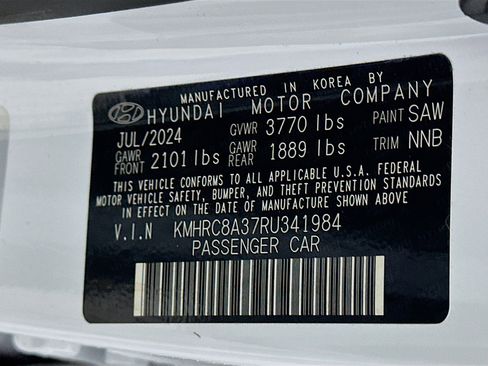 MANUFACTURED IN KOREA BY
HYUNDAI MOTOR COMPANY
JUL/2024 GVWR 3770 lbs PAINT SAW
GAWR FRONT 2101 lbs GAWR REAR 1889 lbs TRIM NNB
THIS VEHICLE CONFORMS TO ALL APPLICABLE U.S.A. FEDERAL
MOTOR VEHICLE SAFETY, BUMPER, AND THEFT PREVENTION STANDARDS
IN EFFECT ON THE DATE OF MANUFACTURE SHOWN ABOVE.
V.I.N KMHRC8A37RU341984
PASSENGER CAR